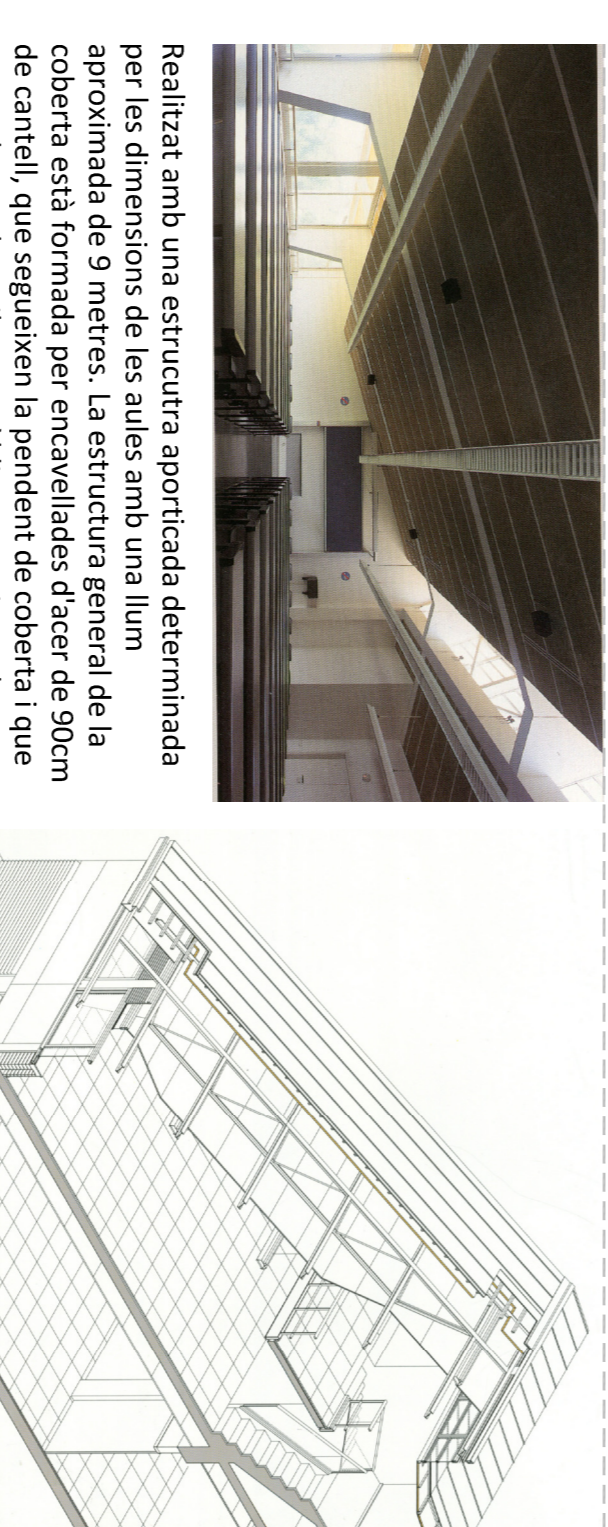 Realitzat amb una estrucutra aporticada determinada
per les dimensions de les aules amb una llum
aproximada de 9 metres. La estructura general de la
coberta està formada per encavellades d'acer de 90cm
de cantell, que segueixen la pendent de coberta i que